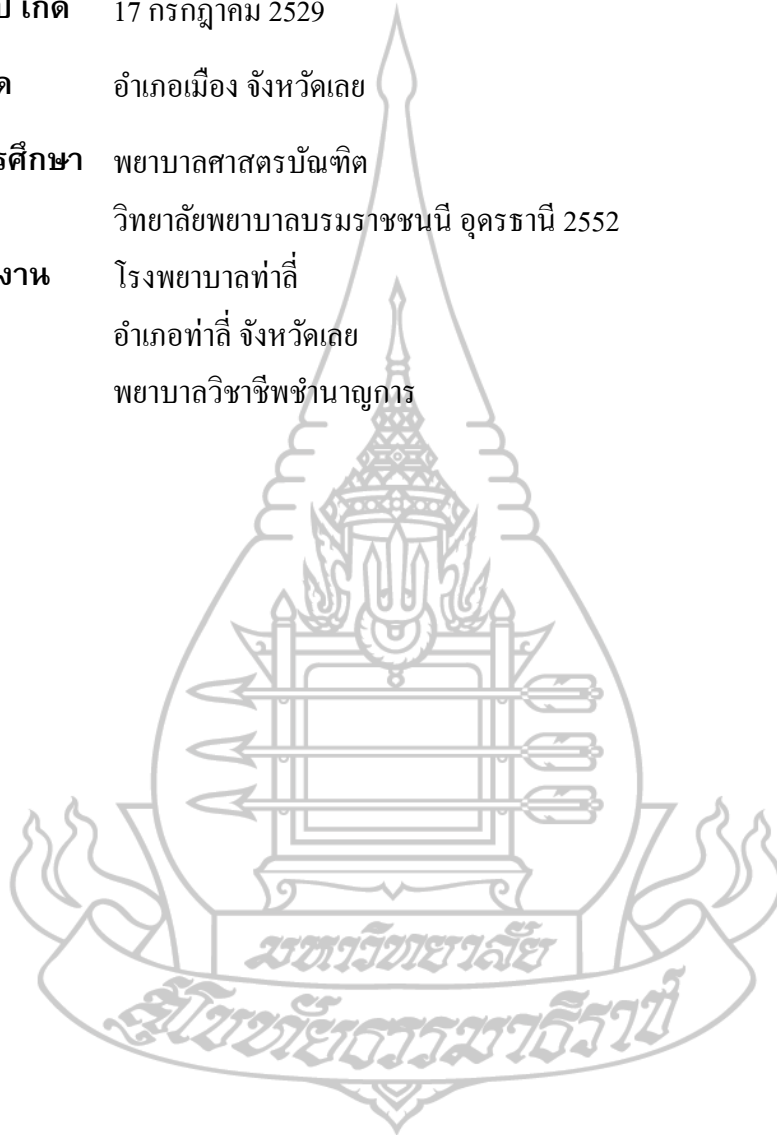 เกิด 17 กรกฎาคม 2529
อำเภอเมือง จังหวัดเลย
พยาบาลศาสตรบัณฑิต
วิทยาลัยพยาบาลบรมราชชนนี อุดรธานี 2552
งาน โรงพยาบาลท่าลี่
อำเภอท่าลี่ จังหวัดเลย
พยาบาลวิชาชีพชำนาญการ
มหาวิทยาลัย
สุโขทัยธรรมาธิราช